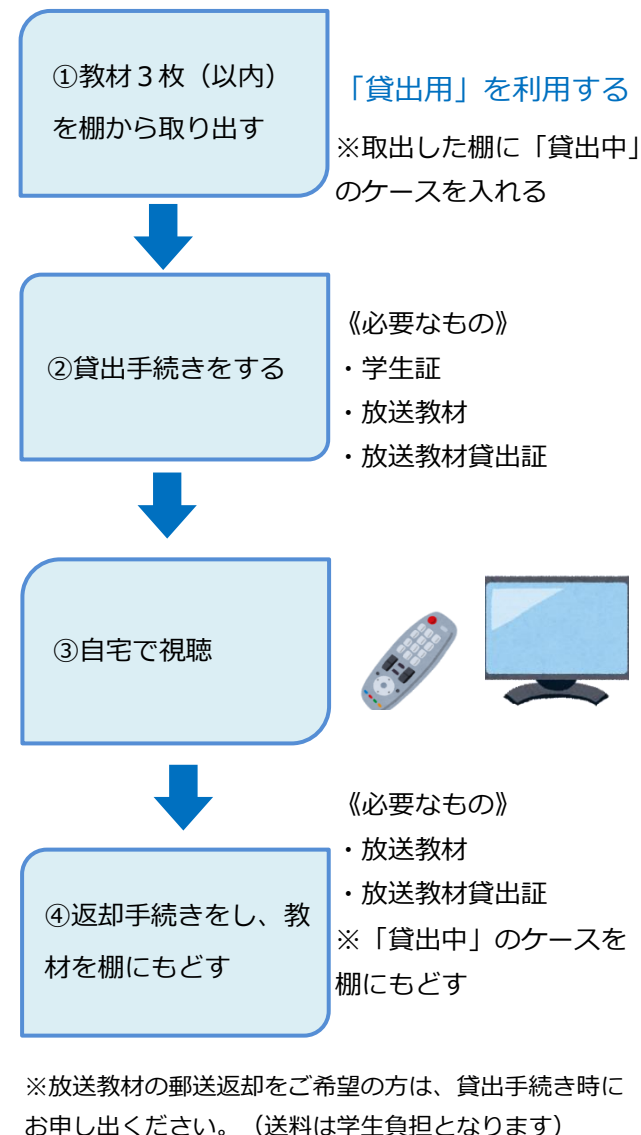 ①教材３枚（以内）
を棚から取り出す
「貸出用」を利用する
※取出した棚に「貸出中」
のケースを入れる
②貸出手続きをする
《必要なもの》
・学生証
・放送教材
・放送教材貸出証
③自宅で視聴
④返却手続きをし、教
材を棚にもどす
《必要なもの》
・放送教材
・放送教材貸出証
※「貸出中」のケースを
棚にもどす
※放送教材の郵送返却をご希望の方は、貸出手続き時に
お申し出ください。（送料は学生負担となります）